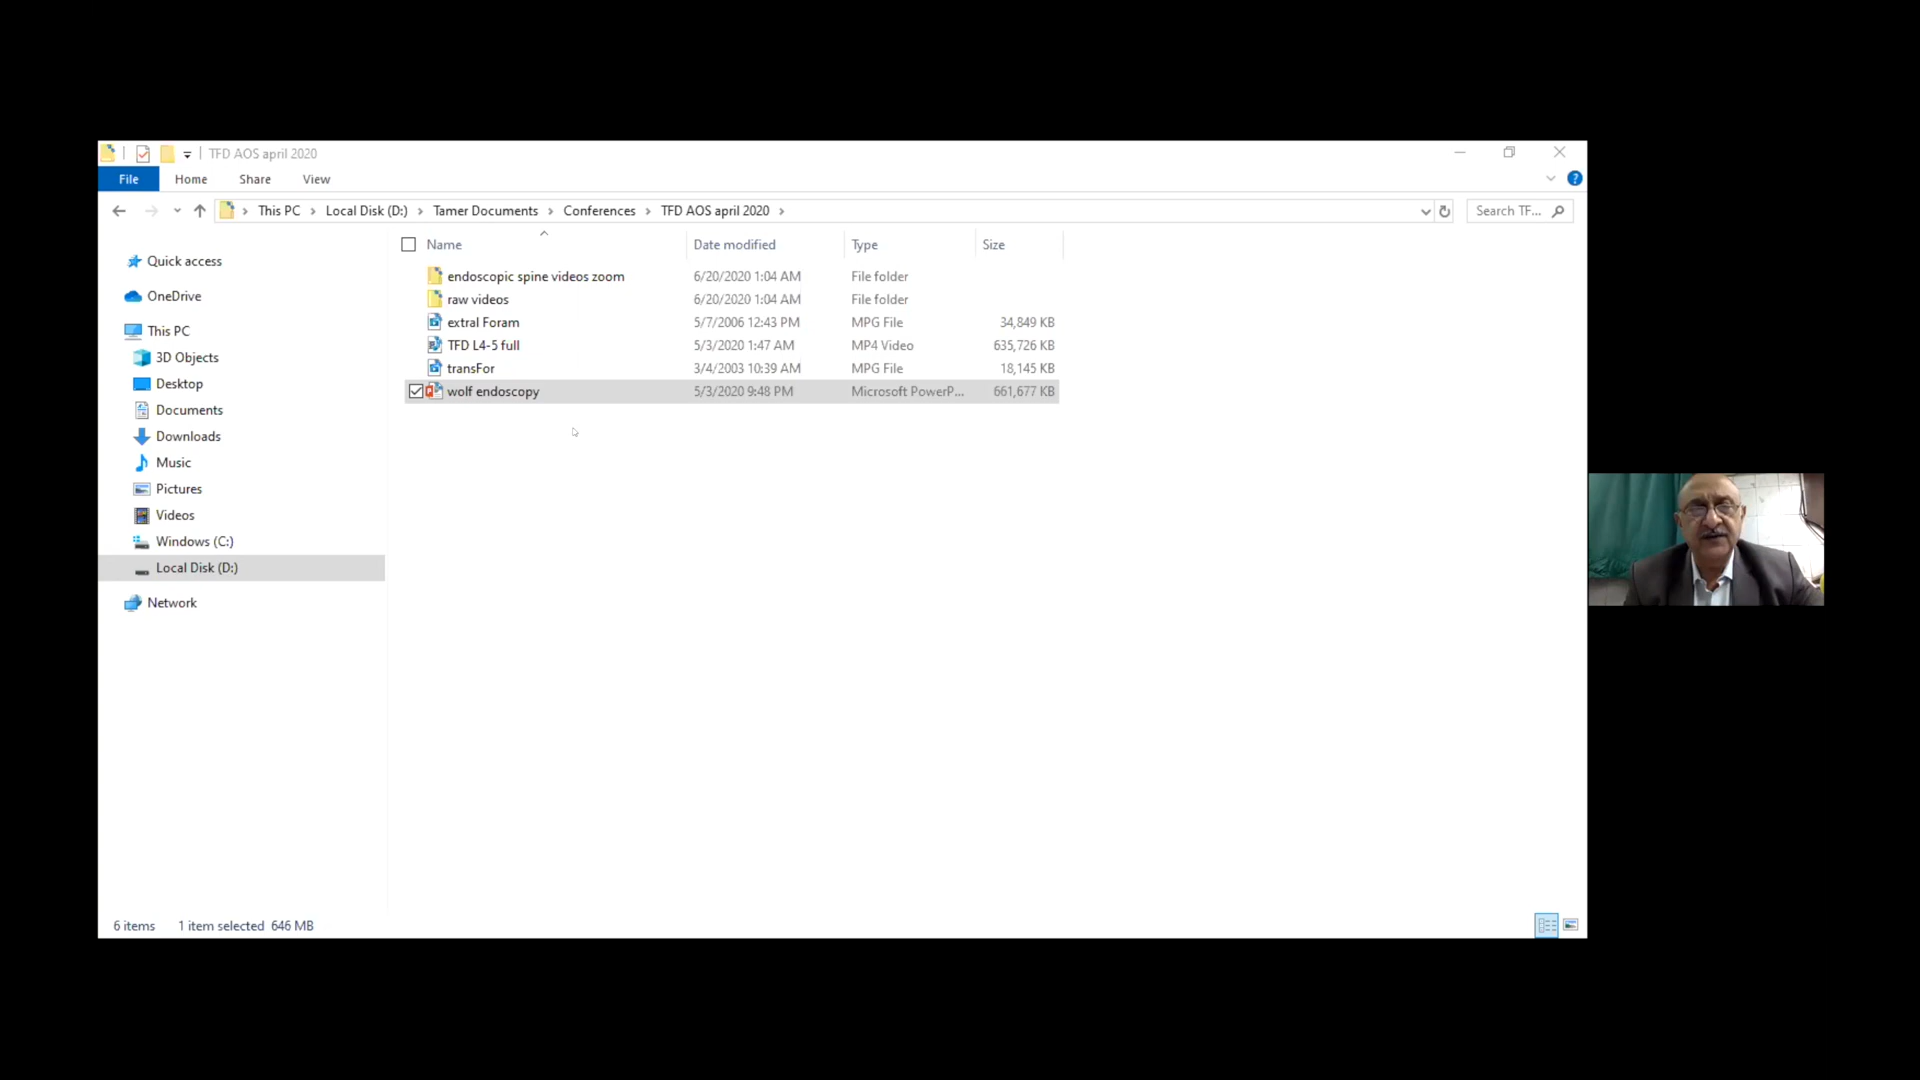 TFD AOS april 2020
File Home Share View
This PC Local Disk (D:) Tamer Documents Conferences TFD AOS april 2020 Search TF...
Name Date modified Type Size
Quick access
OneDrive
This PC
3D Objects
Desktop
Documents
Downloads
Music
Pictures
Videos
Windows (C:)
Local Disk (D:)
Network
endoscopic spine videos zoom 6/20/2020 1:04 AM File folder
raw videos 6/20/2020 1:04 AM File folder
extral Foram 5/7/2006 12:43 PM MPG File 34,849 KB
TFD L4-5 full 5/3/2020 1:47 AM MP4 Video 635,726 KB
transFor 3/4/2003 10:39 AM MPG File 18,145 KB
wolf endoscopy 5/3/2020 9:48 PM Microsoft PowerP... 661,677 KB
6 items 1 item selected 646 MB